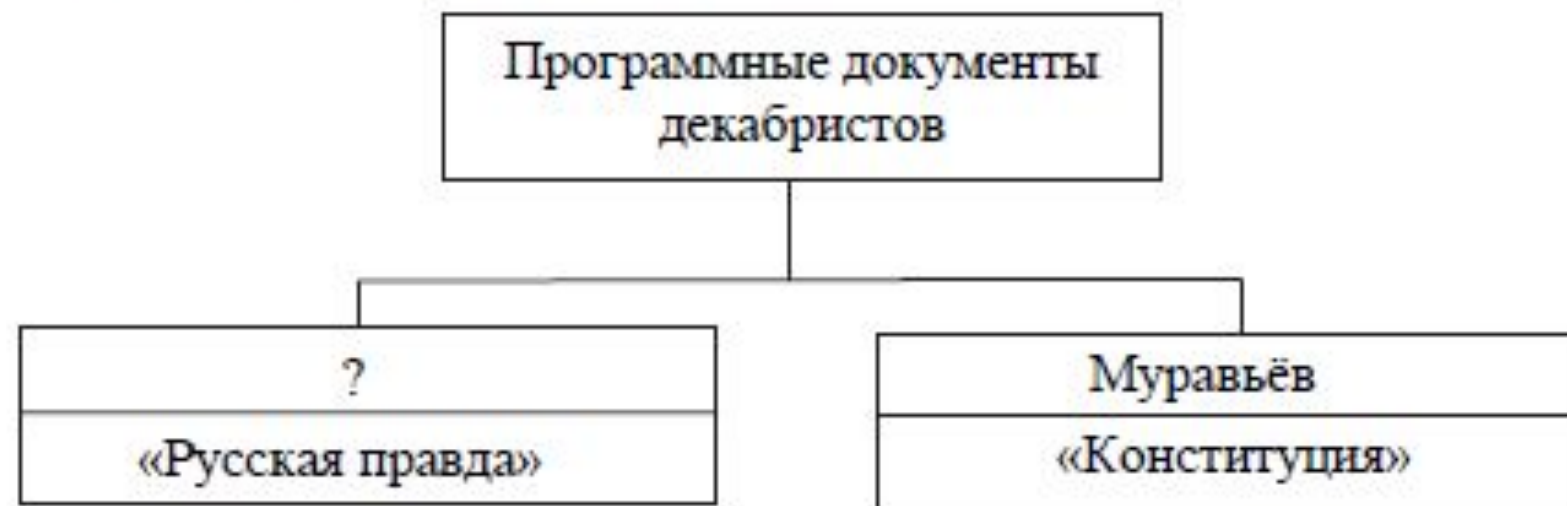 Программные документы
декабристов
?
«Русская правда»
Муравьёв
«Конституция»